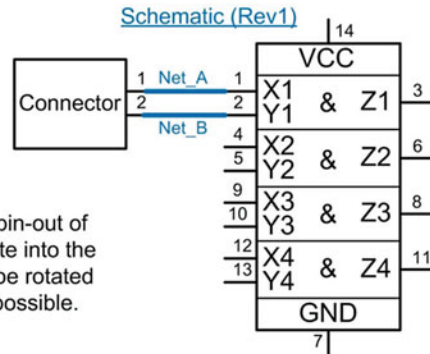 Schematic (Rev1)
14
VCC
Connector
1 Net_A 1
2 2
Net_B
X1
Y1 & Z1 3
4
5
X2
Y2 & Z2 6
9
10
X3
Y3 & Z3 8
12
13
X4
Y4 & Z4 11
GND
7
pin-out of
te into the
be rotated
possible.